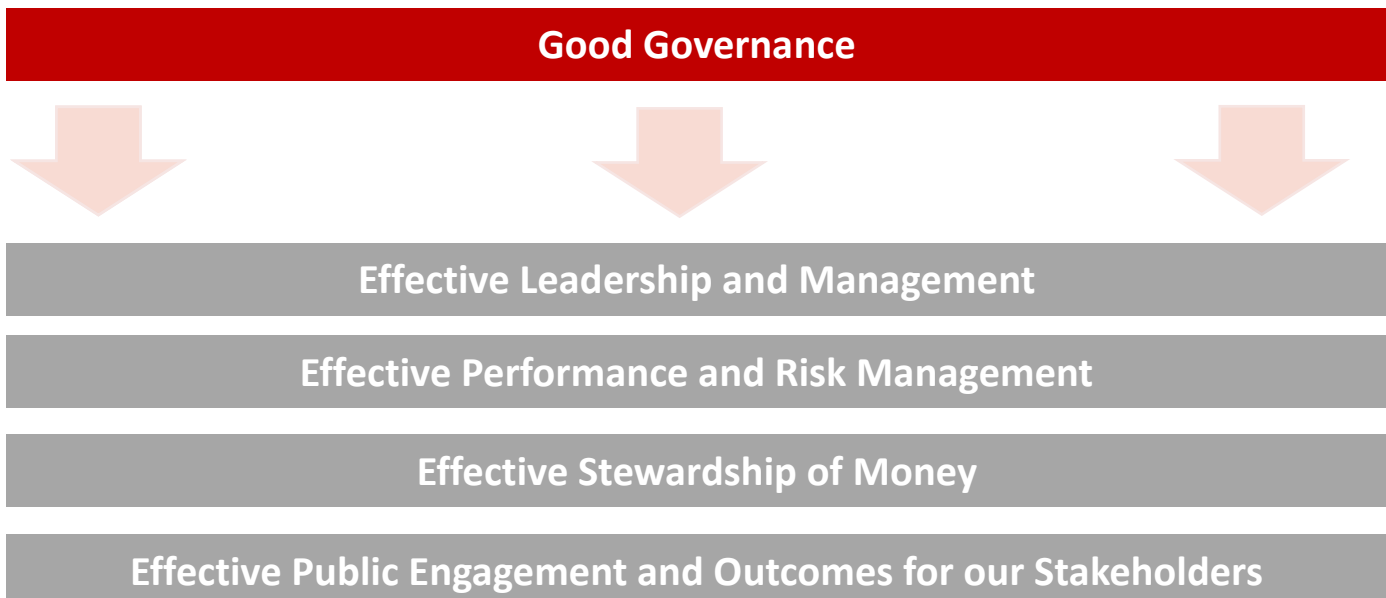 Good Governance
Effective Leadership and Management
Effective Performance and Risk Management
Effective Stewardship of Money
Effective Public Engagement and Outcomes for our Stakeholders